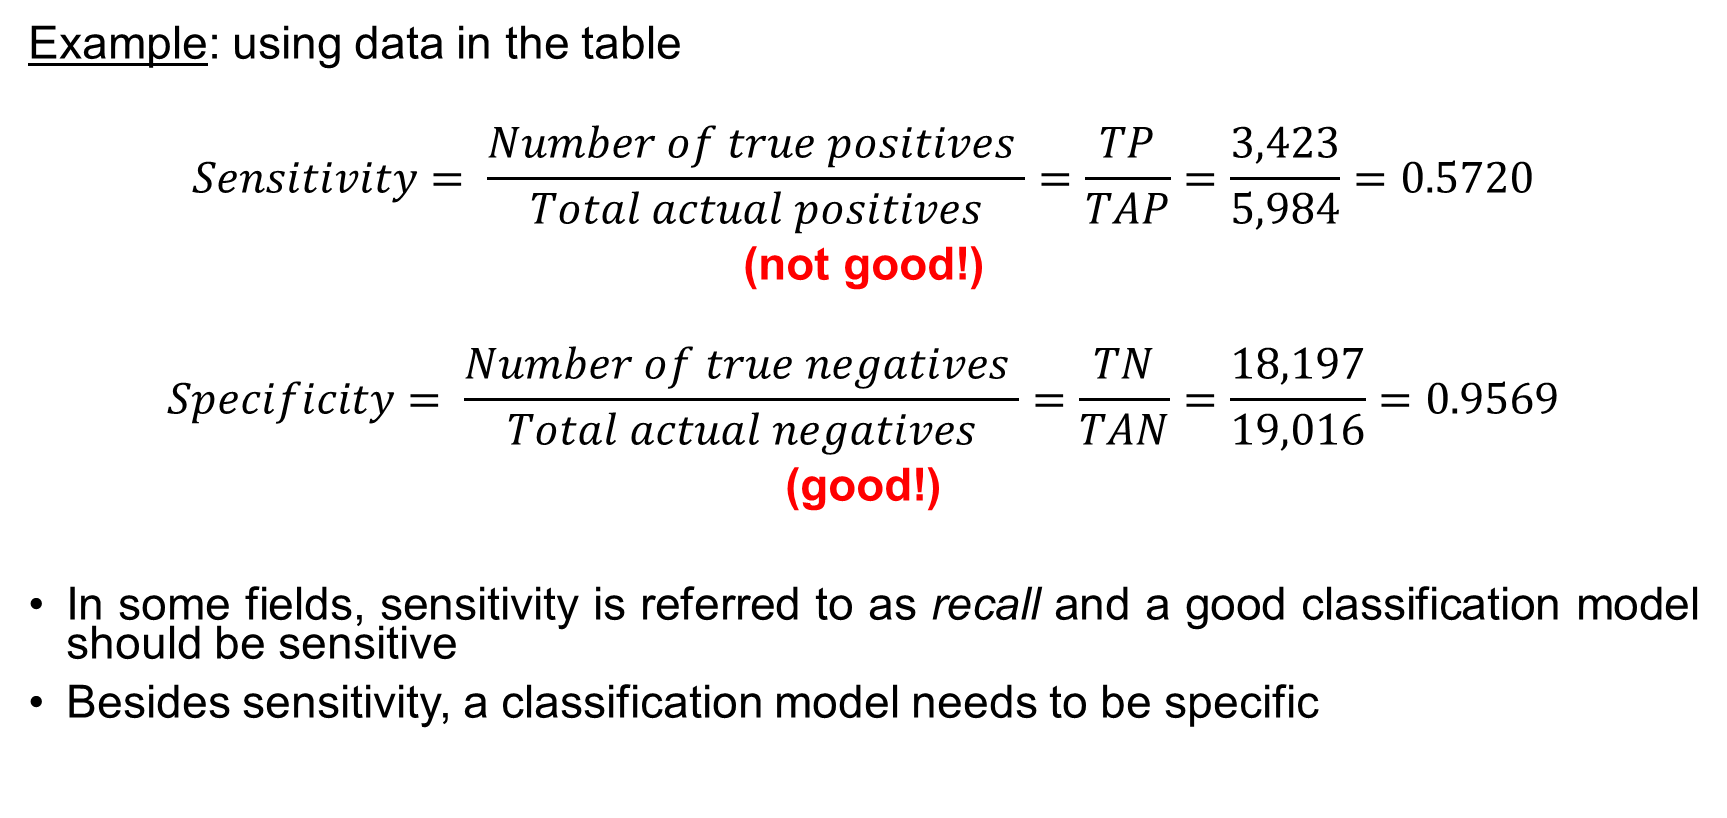 Example: using data in the table
Sensitivity = Number of true positives / Total actual positives = TP / TAP = 3,423 / 5,984 = 0.5720
(not good!)
Specificity = Number of true negatives / Total actual negatives = TN / TAN = 18,197 / 19,016 = 0.9569
(good!)
• In some fields, sensitivity is referred to as recall and a good classification model
should be sensitive
• Besides sensitivity, a classification model needs to be specific